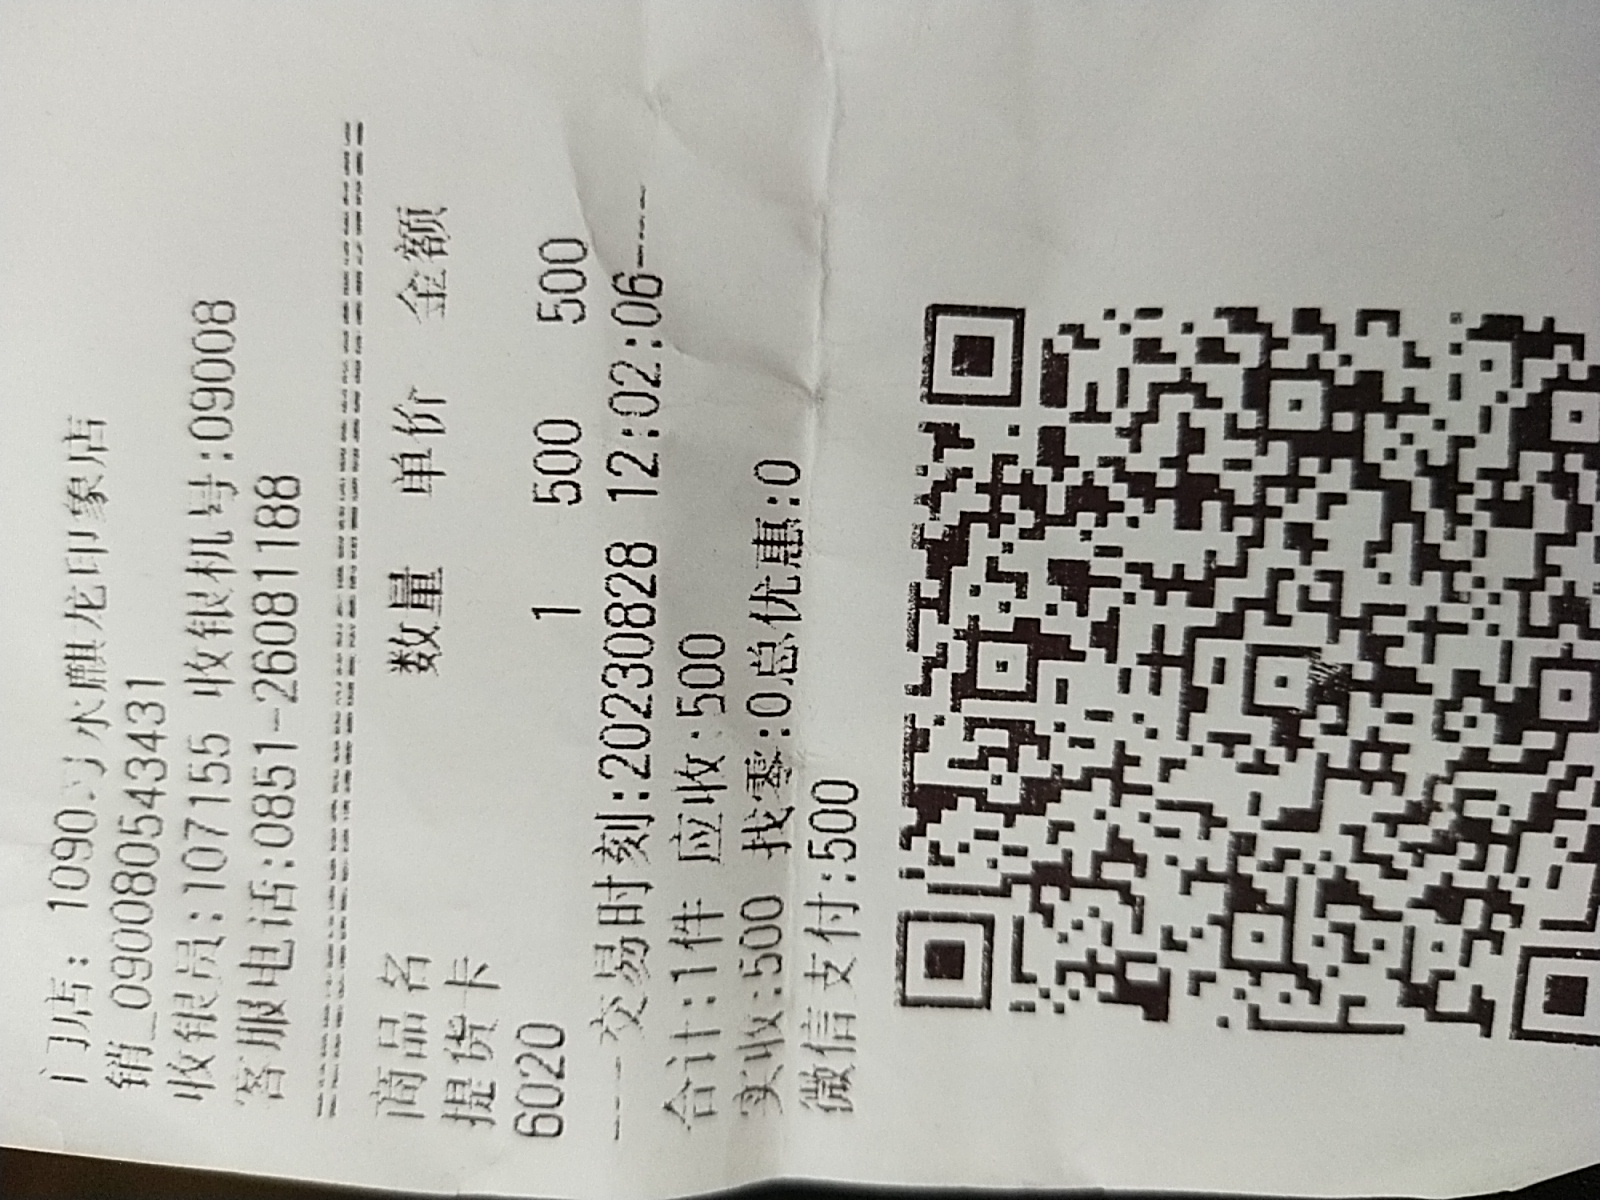 门店: 1090.习水麒龙印象店
销_0900805434431
收银员:107155 收银机号:09008
客服电话:0851-26081188
商品名 数量 单价 金额
提货卡
6020 1 500 500
----交易时刻:20230828 12:02:06----
合计:1件 应收:500
实收:500 找零:0总优惠:0
微信支付:500